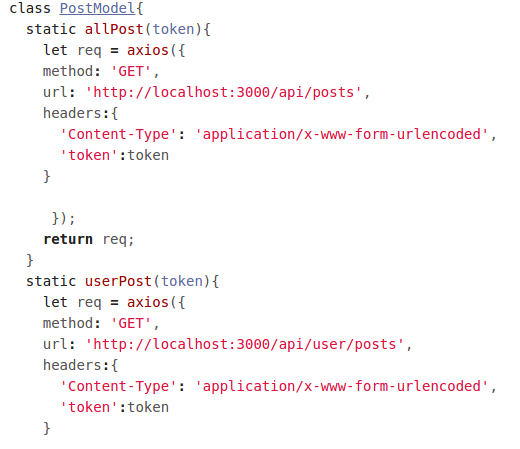 class PostModel{
  static allPost(token){
    let req = axios({
    method: 'GET',
    url: 'http://localhost:3000/api/posts',
    headers:{
      'Content-Type': 'application/x-www-form-urlencoded',
      'token':token
    }

     });
    return req;
  }
  static userPost(token){
    let req = axios({
    method: 'GET',
    url: 'http://localhost:3000/api/user/posts',
    headers:{
      'Content-Type': 'application/x-www-form-urlencoded',
      'token':token
    }